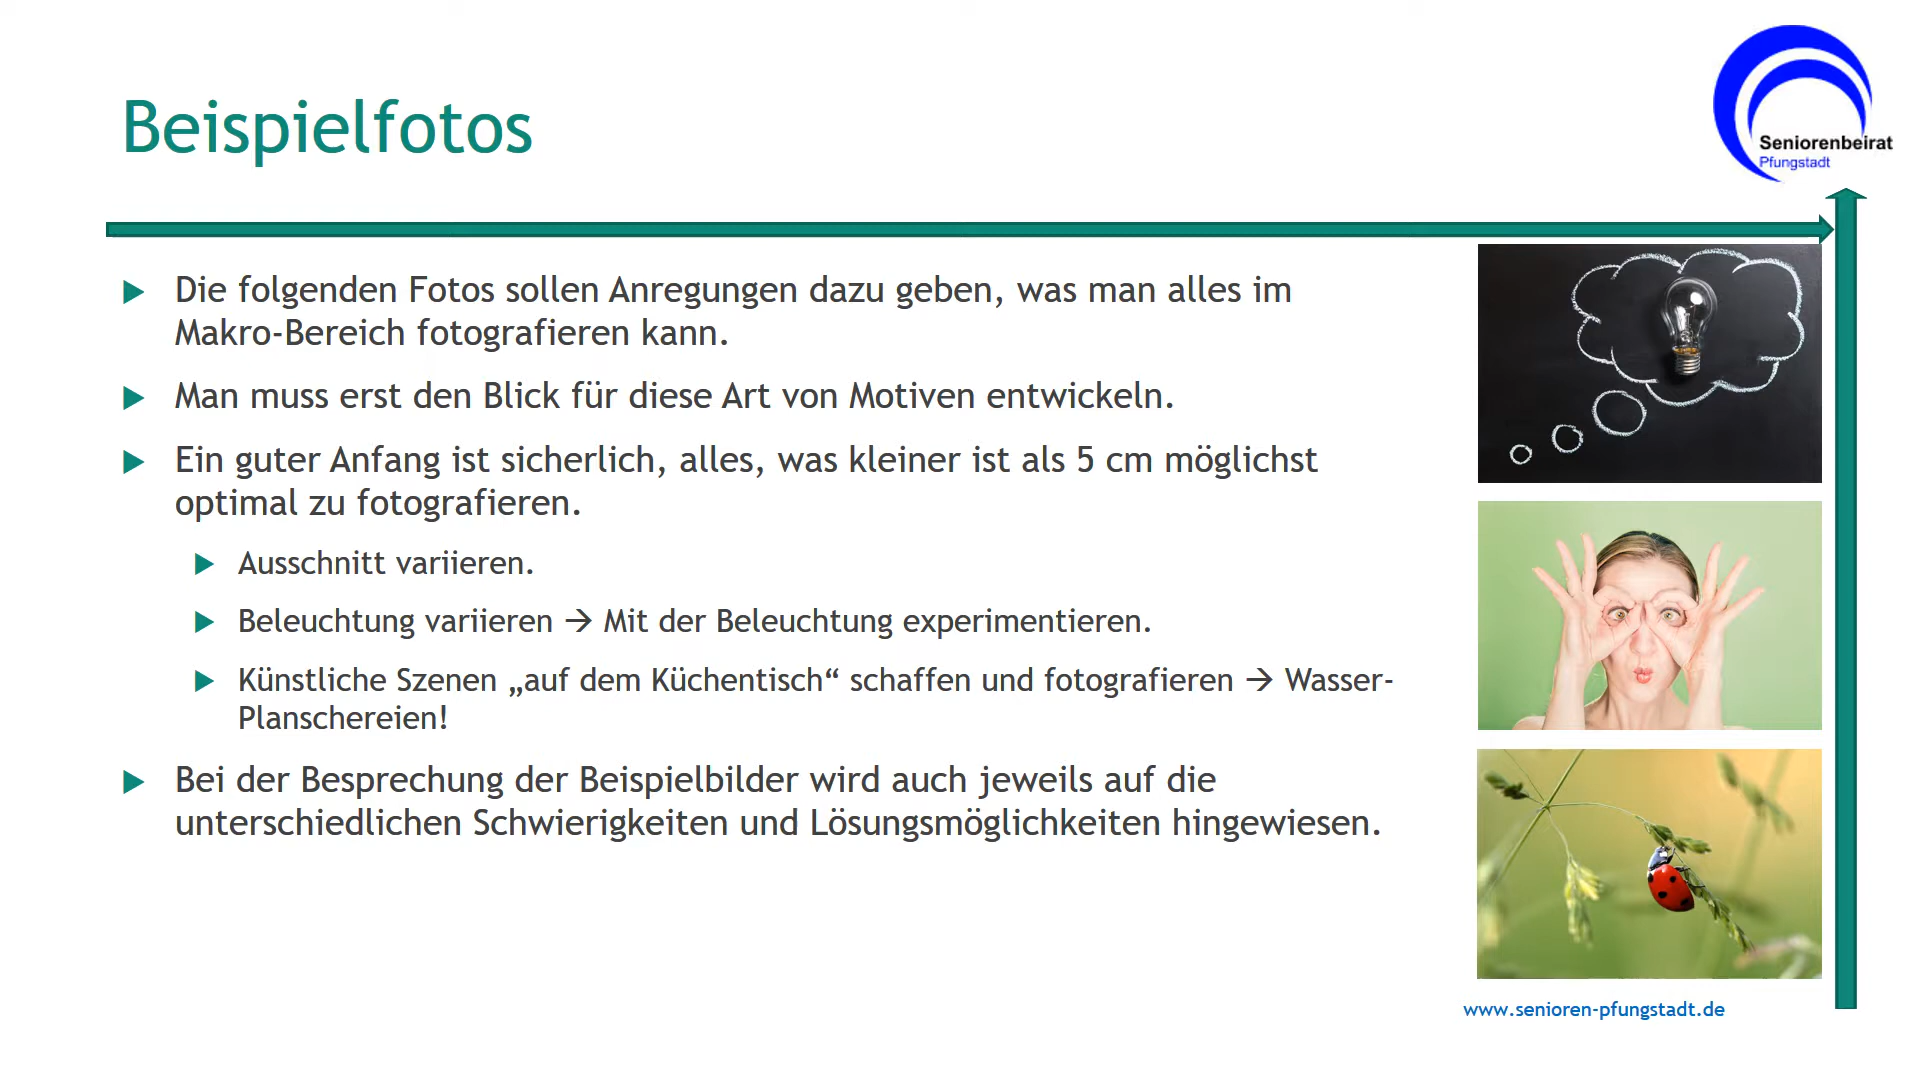 Beispielfotos
Seniorenbeirat
Pfungstadt
Die folgenden Fotos sollen Anregungen dazu geben, was man alles im
Makro-Bereich fotografieren kann.
Man muss erst den Blick für diese Art von Motiven entwickeln.
Ein guter Anfang ist sicherlich, alles, was kleiner ist als 5 cm möglichst
optimal zu fotografieren.
Ausschnitt variieren.
Beleuchtung variieren → Mit der Beleuchtung experimentieren.
Künstliche Szenen „auf dem Küchentisch“ schaffen und fotografieren → Wasser-
Planschereien!
Bei der Besprechung der Beispielbilder wird auch jeweils auf die
unterschiedlichen Schwierigkeiten und Lösungsmöglichkeiten hingewiesen.
www.senioren-pfungstadt.de